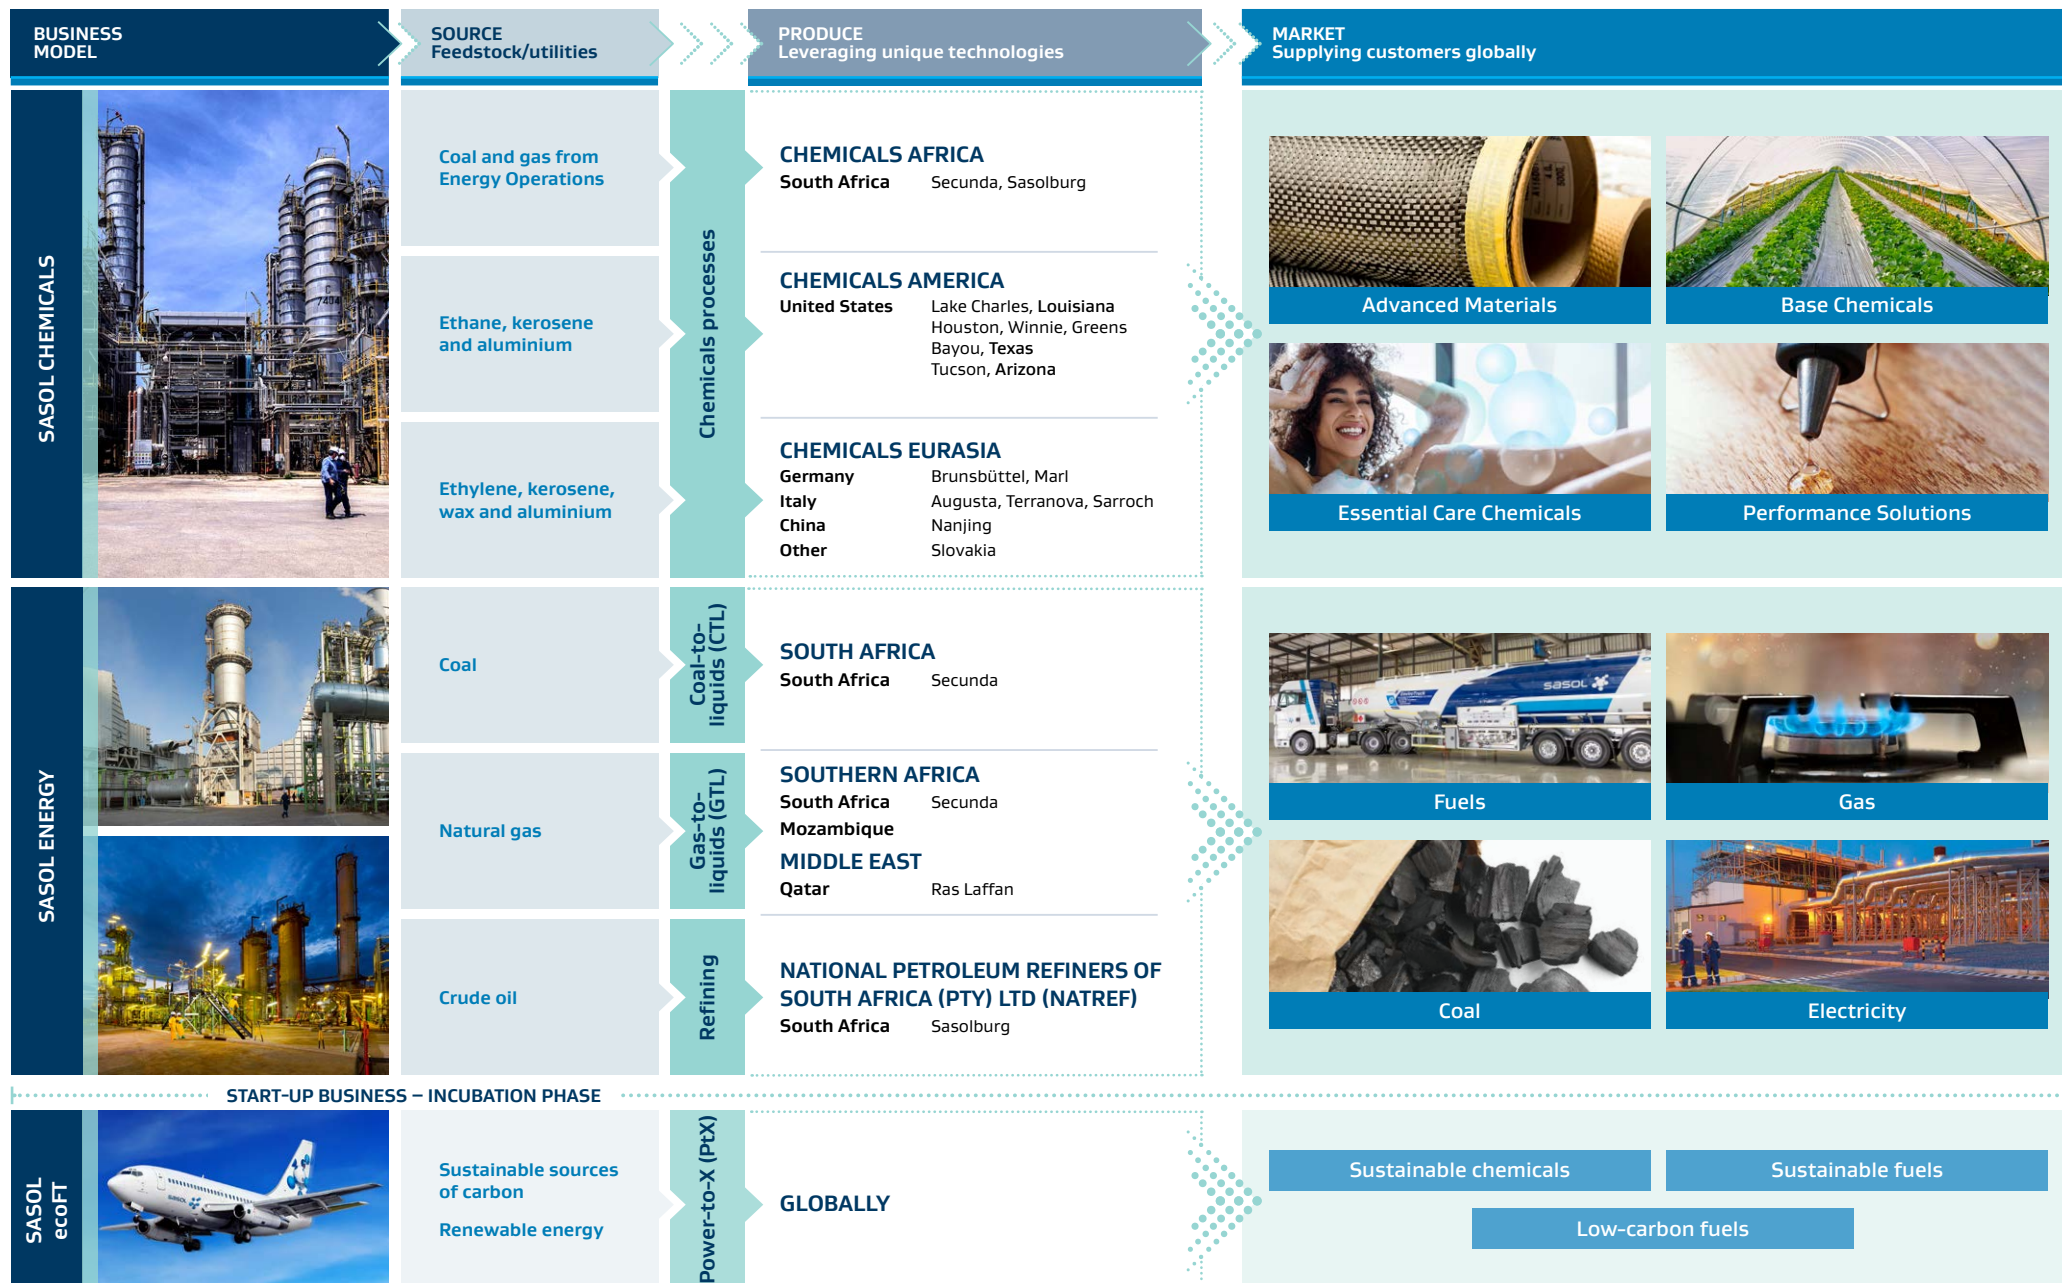 BUSINESS
MODEL
SOURCE
Feedstock/utilities
PRODUCE
Leveraging unique technologies
MARKET
Supplying customers globally
SASOL CHEMICALS
Coal and gas from
Energy Operations
Ethane, kerosene
and aluminium
Ethylene, kerosene,
wax and aluminium
Chemicals processes
CHEMICALS AFRICA
South Africa Secunda, Sasolburg
CHEMICALS AMERICA
United States Lake Charles, Louisiana
Houston, Winnie, Greens
Bayou, Texas
Tucson, Arizona
CHEMICALS EURASIA
Germany Brunsbüttel, Marl
Italy Augusta, Terranova, Sarroch
China Nanjing
Other Slovakia
Advanced Materials
Base Chemicals
Essential Care Chemicals
Performance Solutions
SASOL ENERGY
Coal
Natural gas
Crude oil
Coal-to-
liquids (CTL)
Gas-to-
liquids (GTL)
Refining
SOUTH AFRICA
South Africa Secunda
SOUTHERN AFRICA
South Africa Secunda
Mozambique
MIDDLE EAST
Qatar Ras Laffan
NATIONAL PETROLEUM REFINERS OF
SOUTH AFRICA (PTY) LTD (NATREF)
South Africa Sasolburg
sasol
Fuels
Gas
Coal
Electricity
START-UP BUSINESS – INCUBATION PHASE
SASOL
ecoFT
sasol
Sustainable sources
of carbon
Renewable energy
Power-to-X (PtX)
GLOBALLY
Sustainable chemicals
Sustainable fuels
Low-carbon fuels